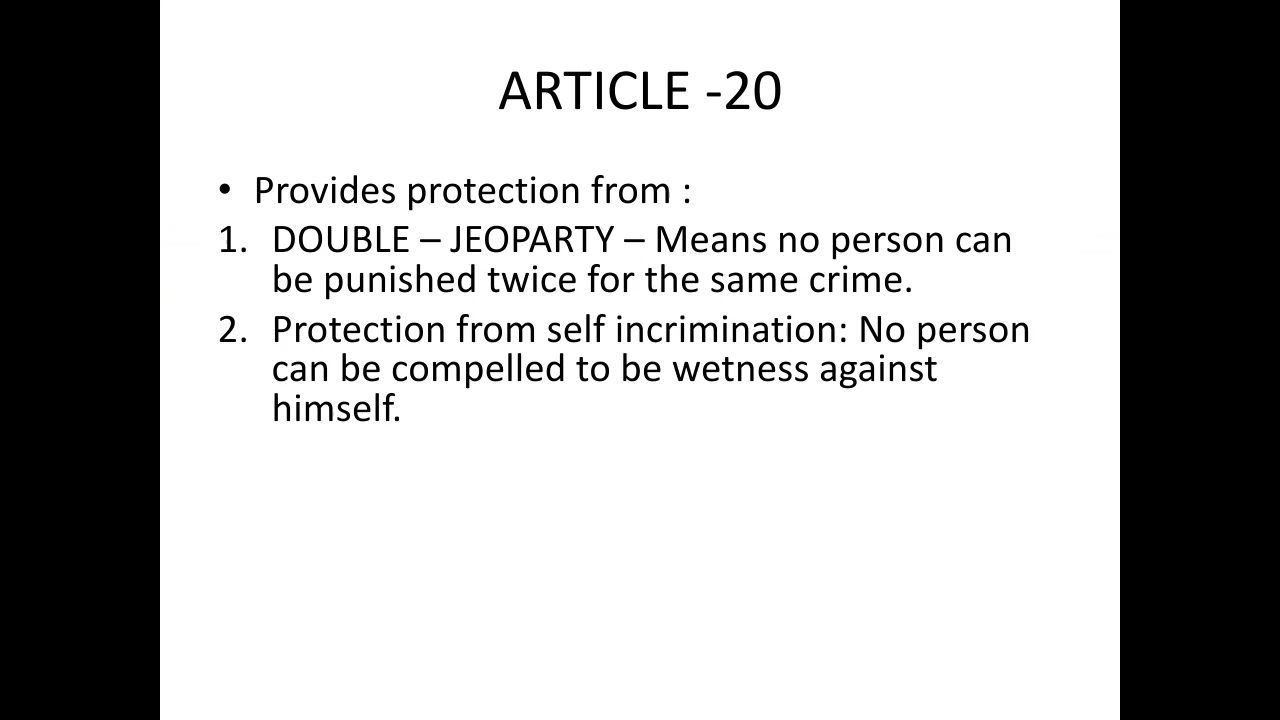 ARTICLE -20
• Provides protection from :
1. DOUBLE – JEOPARTY – Means no person can
be punished twice for the same crime.
2. Protection from self incrimination: No person
can be compelled to be wetness against
himself.